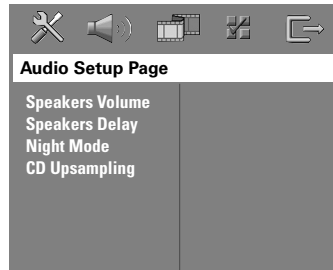 Audio Setup Page
Speakers Volume
Speakers Delay
Night Mode
CD Upsampling